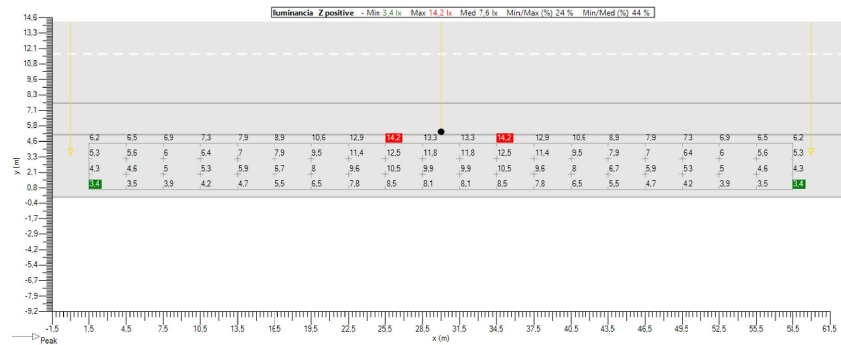 Iluminancia Z positive - Min 3,4 lx Max 14,2 lx Med 7,6 lx Min/Max (%) 24 % Min/Med (%) 44 %
14,6
13,3
12,1
10,8
9,6
8,3
7,1
5,8
4,6
3,3
2,1
0,8
-0,4
-1,7
-2,9
-4,2
-5,4
-6,7
-7,9
-9,2
y (m)
6,2 6,5 6,9 7,3 7,9 8,9 10,6 12,9 14,2 13,3 13,3 14,2 12,9 10,6 8,9 7,9 7,3 6,9 6,5 6,2
5,3 5,6 6 6,4 7 7,9 9,5 11,4 12,5 11,8 11,8 12,5 11,4 9,5 7,9 7 6,4 6 5,6 5,3
4,3 4,6 5 5,3 5,9 6,7 8 9,6 10,5 9,9 9,9 10,5 9,6 8 6,7 5,9 5,3 5 4,6 4,3
3,4 3,5 3,9 4,2 4,7 5,5 6,5 7,8 8,5 8,1 8,1 8,5 7,8 6,5 5,5 4,7 4,2 3,9 3,5 3,4
-1,5 1,5 4,5 7,5 10,5 13,5 16,5 19,5 22,5 25,5 28,5 31,5 34,5 37,5 40,5 43,5 46,5 49,5 52,5 55,5 58,5 61,5
x (m)
Peak